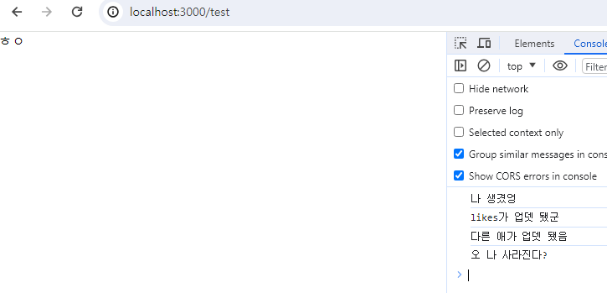 localhost:3000/test
ㅎㅇ
Elements
Console
top
Filter
Hide network
Preserve log
Selected context only
Group similar messages in cons
Show CORS errors in console
나 생겼엉
likes가 업뎃 됐군
다른 애가 업뎃 됐음
오 나 사라진다?